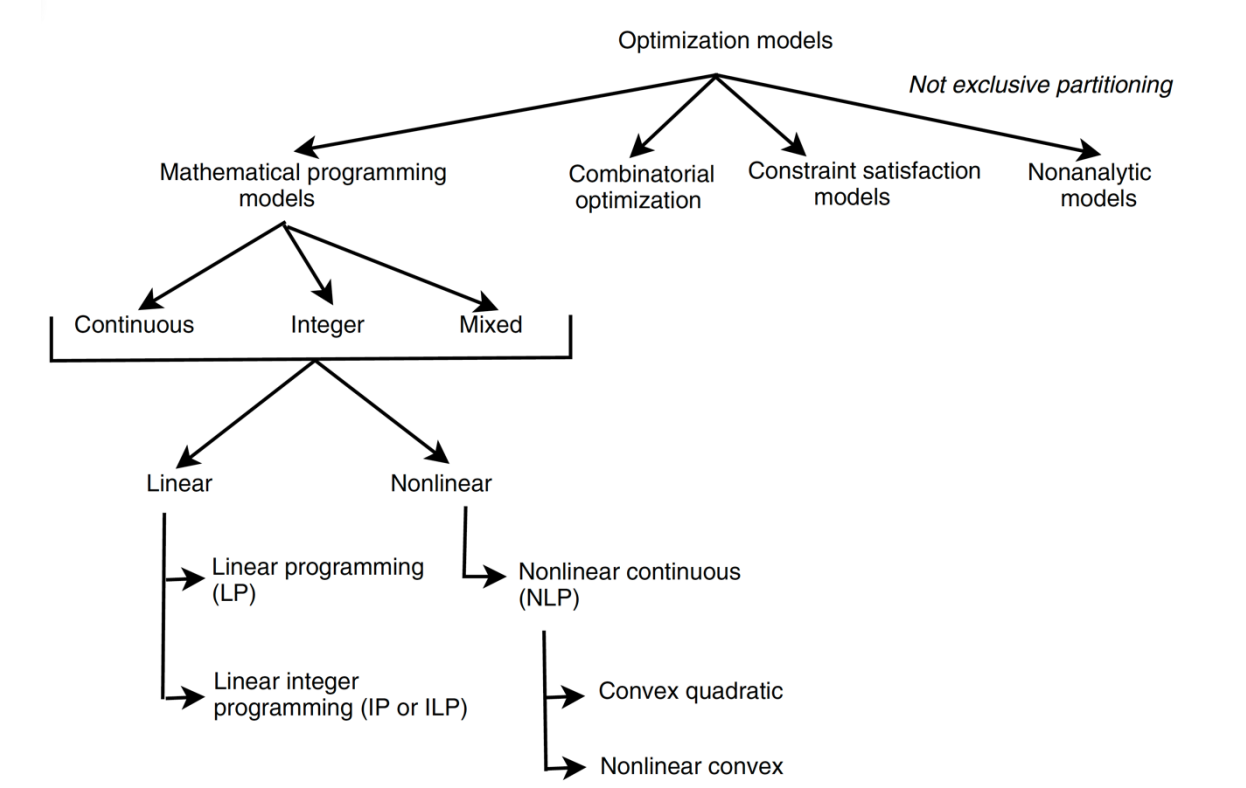 Optimization models
Not exclusive partitioning
Mathematical programming
models
Combinatorial
optimization
Constraint satisfaction
models
Nonanalytic
models
Continuous
Integer
Mixed
Linear
Nonlinear
Linear programming
(LP)
Nonlinear continuous
(NLP)
Linear integer
programming (IP or ILP)
Convex quadratic
Nonlinear convex